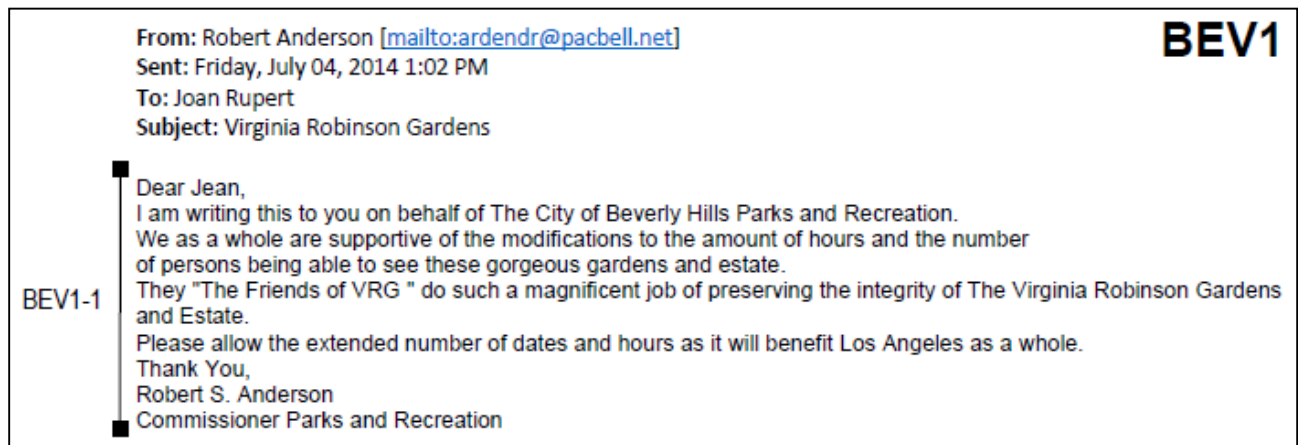 BEV1
From: Robert Anderson [mailto:ardendr@pacbell.net]
Sent: Friday, July 04, 2014 1:02 PM
To: Joan Rupert
Subject: Virginia Robinson Gardens
Dear Jean,
I am writing this to you on behalf of The City of Beverly Hills Parks and Recreation.
We as a whole are supportive of the modifications to the amount of hours and the number
of persons being able to see these gorgeous gardens and estate.
BEV1-1
They "The Friends of VRG " do such a magnificent job of preserving the integrity of The Virginia Robinson Gardens
and Estate.
Please allow the extended number of dates and hours as it will benefit Los Angeles as a whole.
Thank You,
Robert S. Anderson
Commissioner Parks and Recreation